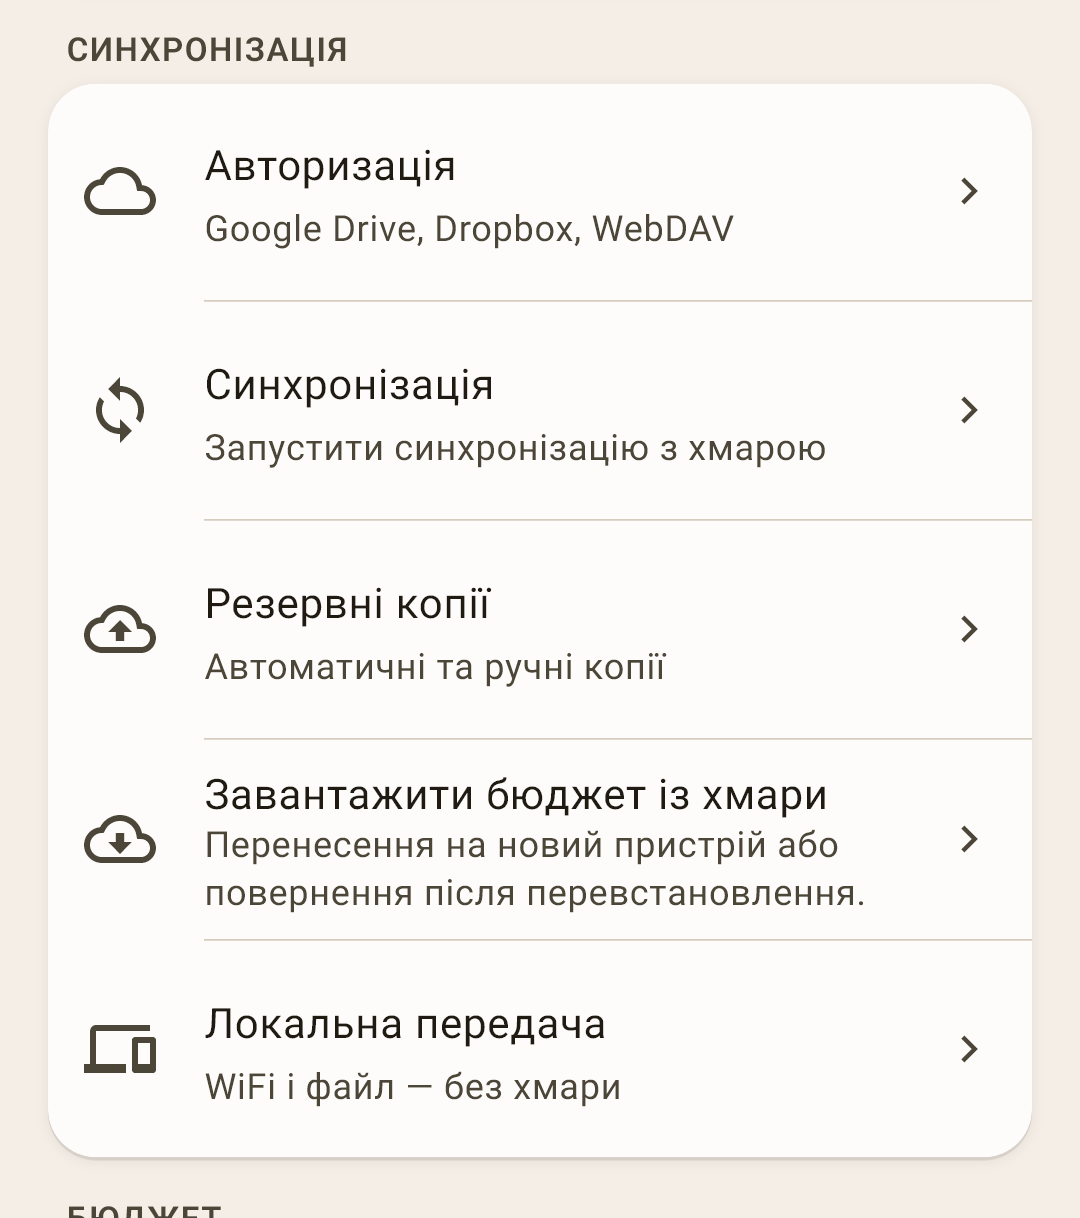 СИНХРОНІЗАЦІЯ
Авторизація
Google Drive, Dropbox, WebDAV
Синхронізація
Запустити синхронізацію з хмарою
Резервні копії
Автоматичні та ручні копії
Завантажити бюджет із хмари
Перенесення на новий пристрій або
повернення після перевстановлення.
Локальна передача
WiFi і файл — без хмари
БЮДЖЕТ